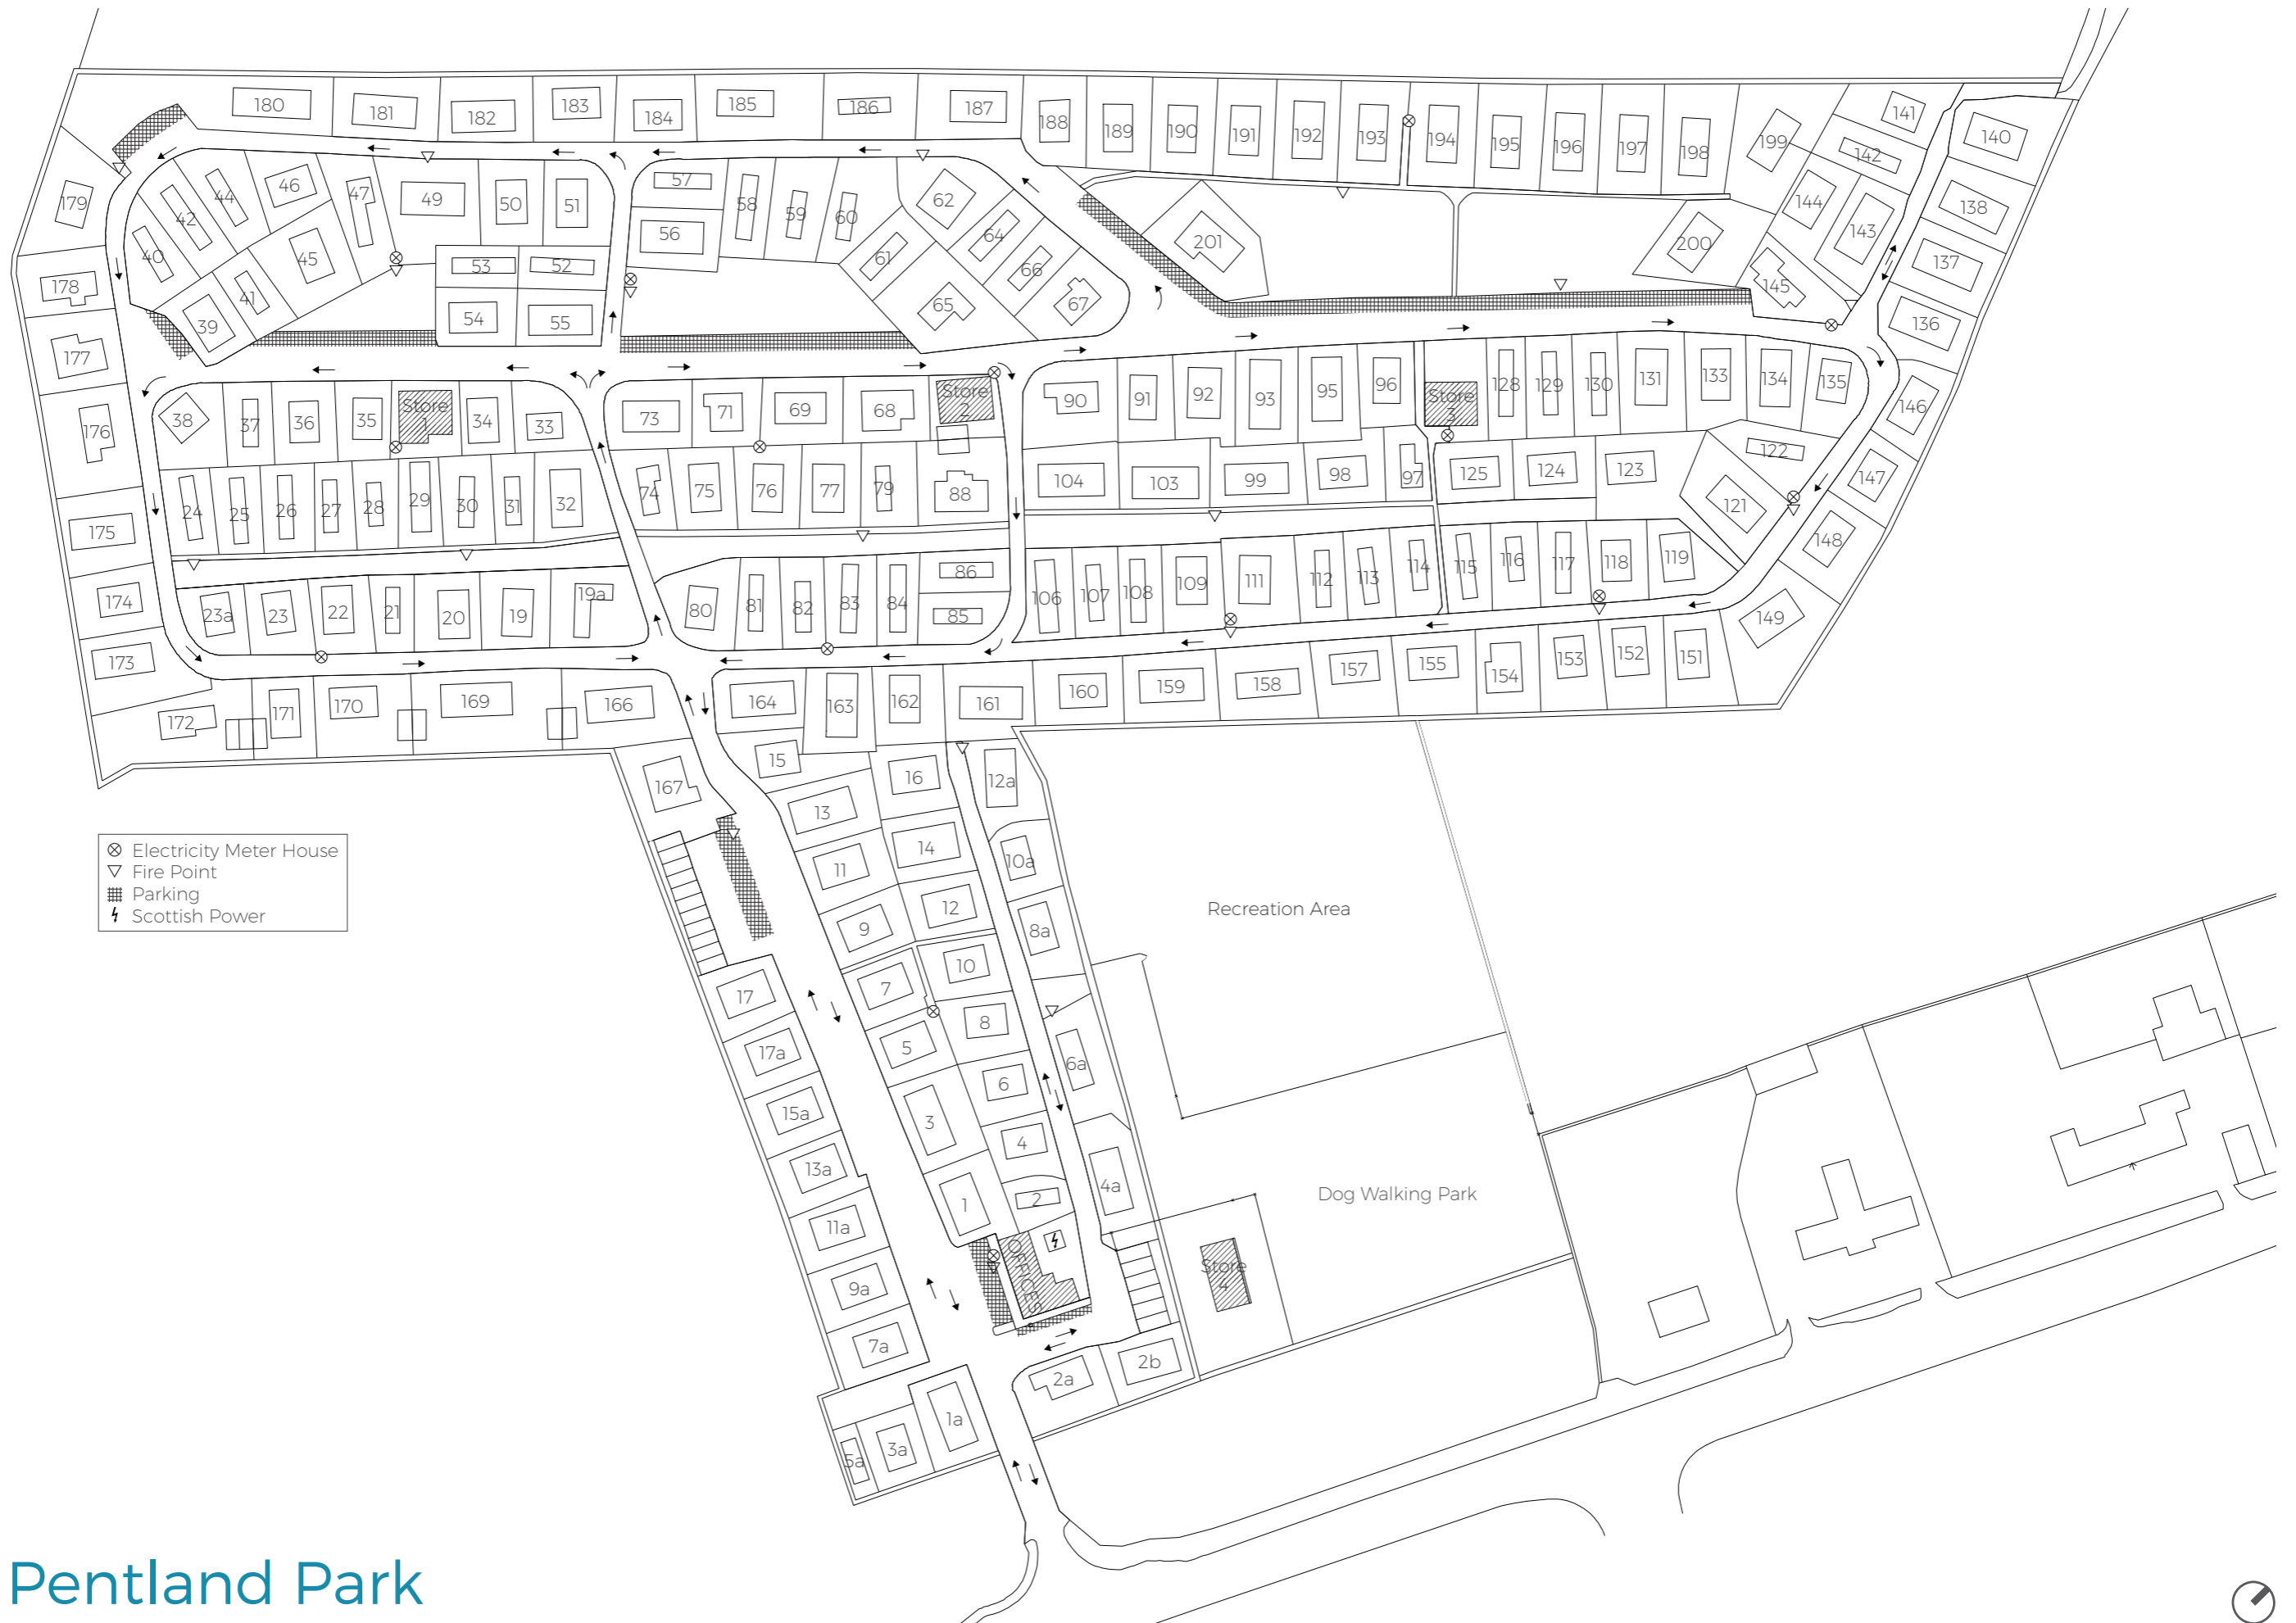 180 181 182 183 184 185 186 187 188 189 190 191 192 193 194 195 196 197 198 199 141 140
142
179 40 42 44 46 47 49 50 51 57 58 59 60 62 144 143 138
56 61 64 66 201 200 137
178 39 41 45 53 52 65 67 145 136
54 55
177
38 37 36 35 Store 1 34 33 73 71 69 68 Store 2 90 91 92 93 95 96 Store 3 128 129 130 131 133 134 135 146
176
24 25 26 27 28 29 30 31 32 74 75 76 77 79 88 104 103 99 98 97 125 124 123 122 147
175 121 148
174 23a 23 22 21 20 19 19a 80 81 82 83 84 86 106 107 108 109 111 112 113 114 115 116 117 118 119
85 149
173
172 171 170 169 166 164 163 162 161 160 159 158 157 155 154 153 152 151
167 15 16 12a
13
11 14 10a
9 12 8a
7 10
17 5 8
17a 6 6a
15a 3 4
13a 1 2 4a
11a OFFICES
9a
7a 2a 2b
1a
3a
5a
Electricity Meter House
Fire Point
Parking
Scottish Power
Recreation Area
Dog Walking Park
Store 4
Pentland Park